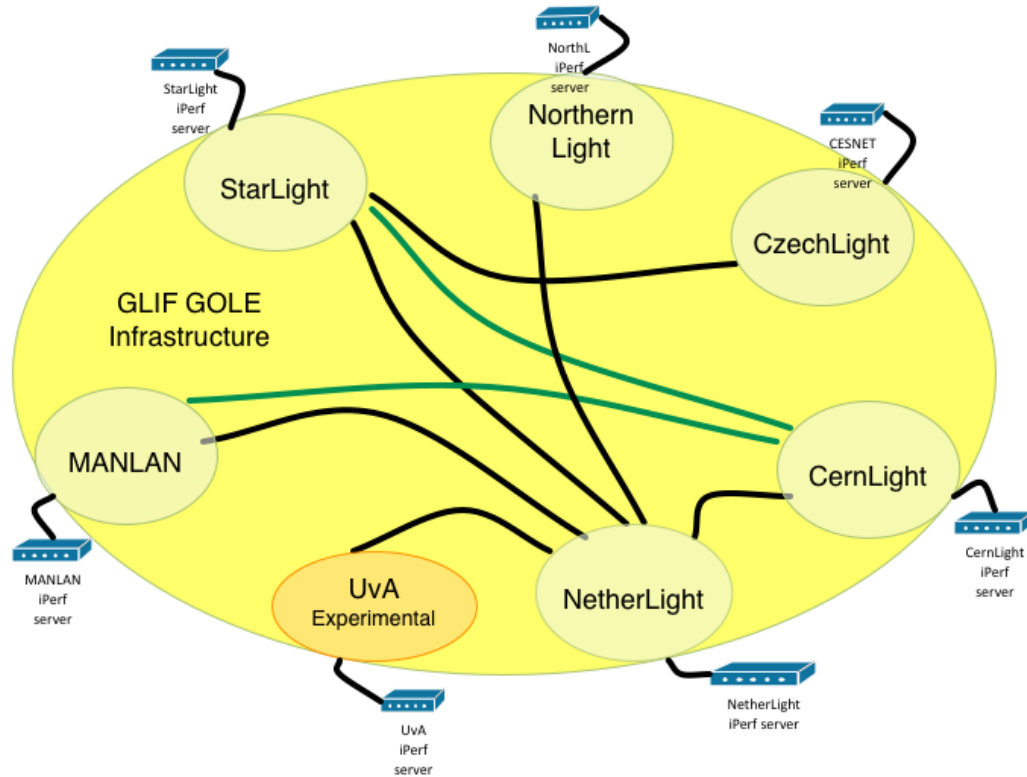 NorthL
iPerf
server
StarLight
iPerf
server
Northern
Light
CESNET
iPerf
server
StarLight
CzechLight
GLIF GOLE
Infrastructure
MANLAN
CernLight
CernLight
iPerf
server
MANLAN
iPerf
server
UvA
Experimental
NetherLight
NetherLight
iPerf server
UvA
iPerf
server